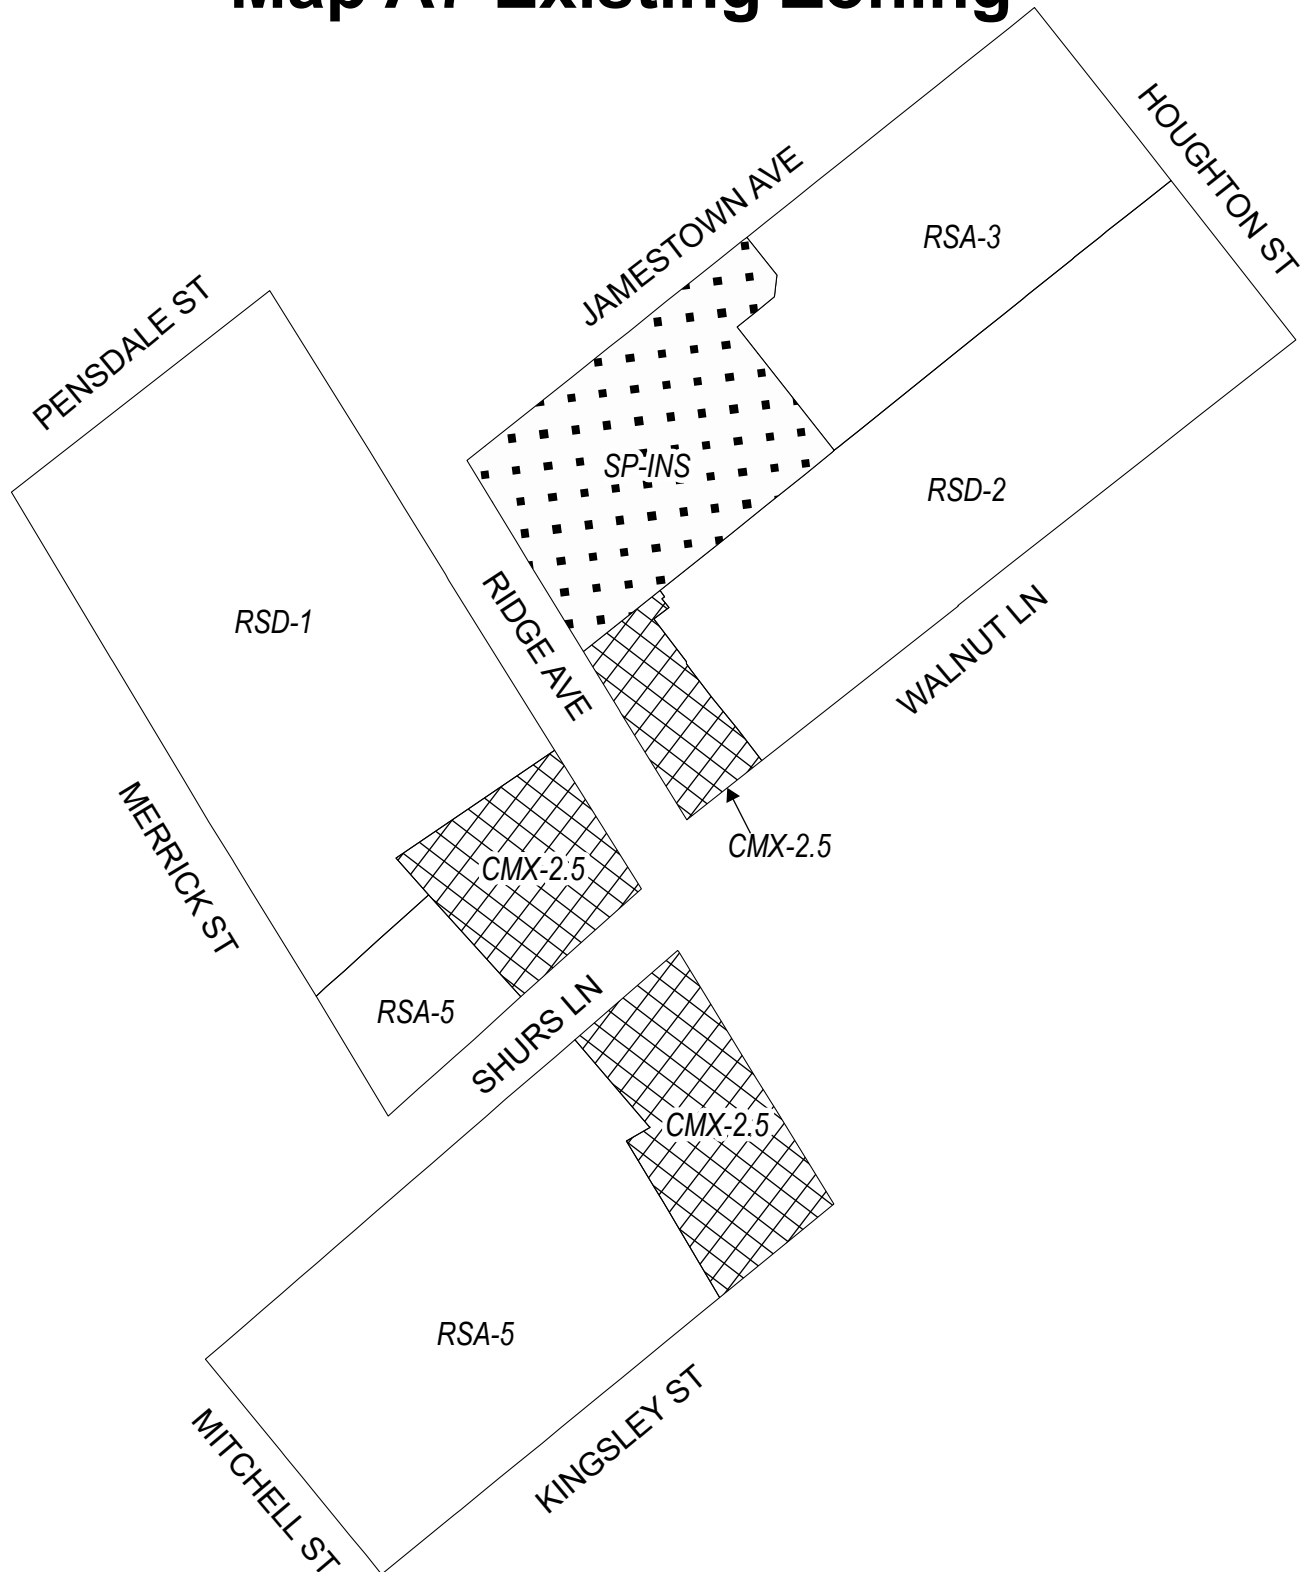 Map A7 Existing Zoning
HOUGHTON ST
JAMESTOWN AVE
RSA-3
PENSDALE ST
SP-INS
RSD-2
RSD-1
RIDGE AVE
WALNUT LN
MERRICK ST
CMX-2.5
CMX-2.5
RSA-5
SHURS LN
CMX-2.5
RSA-5
KINGSLEY ST
MITCHELL ST